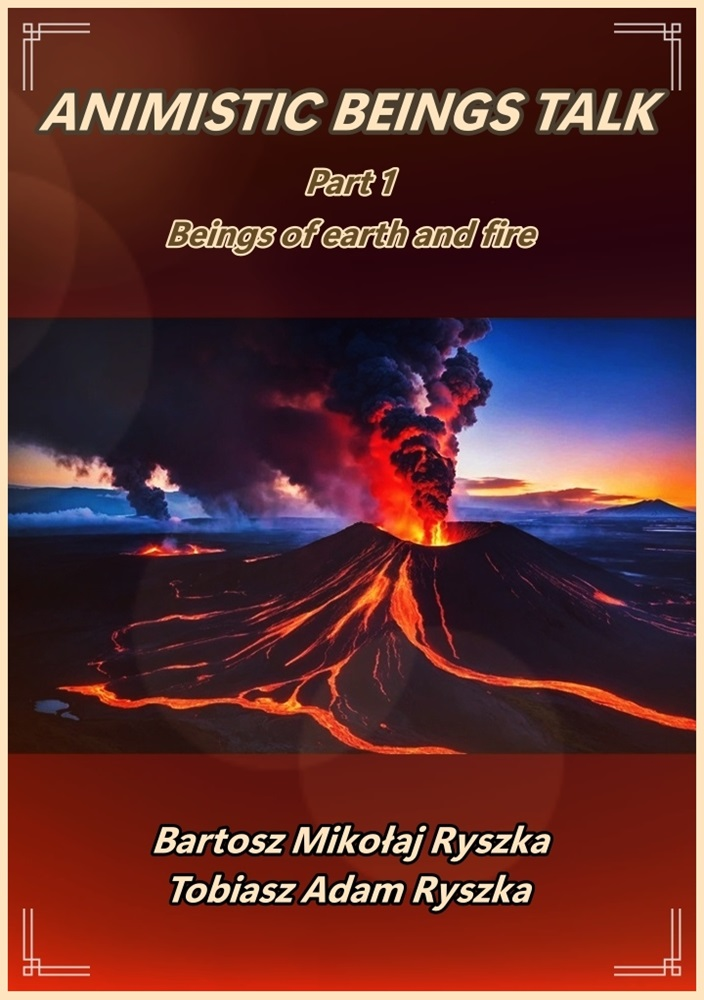 ANIMISTIC BEINGS TALK
Part 1
Beings of earth and fire
Bartosz Mikołaj Ryszka
Tobiasz Adam Ryszka